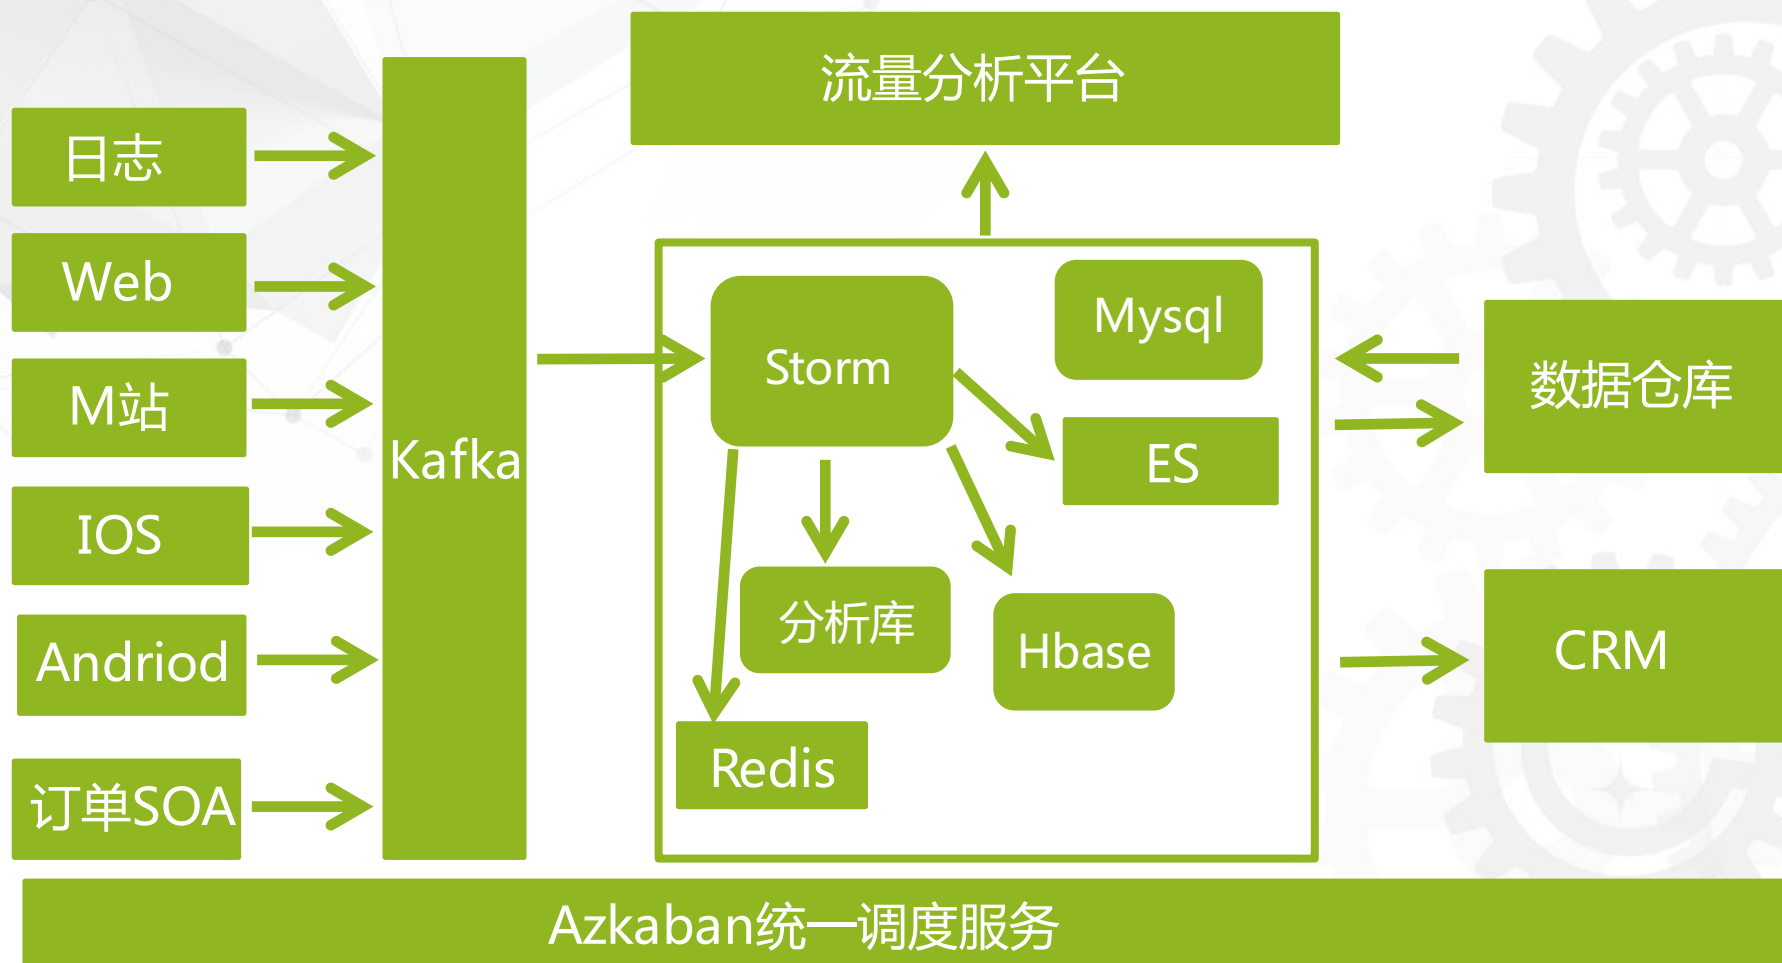 流量分析平台
日志
Web
M站
IOS
Andriod
订单SOA
Kafka
Storm
Mysql
ES
分析库
Hbase
Redis
数据仓库
CRM
Azkaban统一调度服务